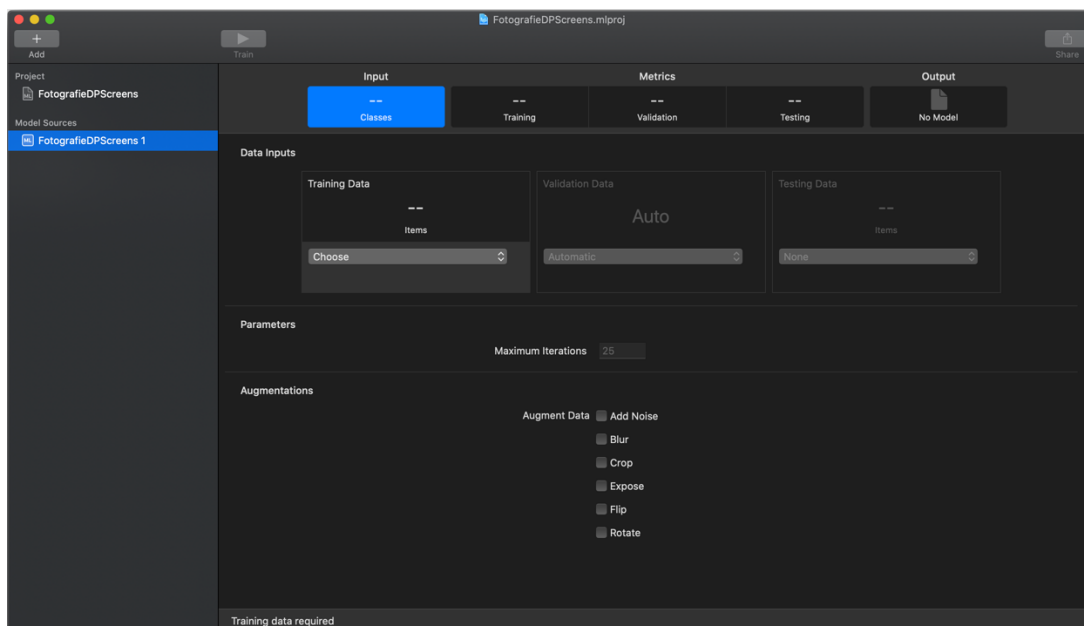 FotografieDPScreens.mlproj
Add
Train
Share
Project
FotografieDPScreens
Model Sources
FotografieDPScreens 1
Input
Metrics
Output
--
--
--
--
Classes
Training
Validation
Testing
No Model
Data Inputs
Training Data
Validation Data
Testing Data
--
Auto
--
Items
Items
Choose
Automatic
None
Parameters
Maximum Iterations 25
Augmentations
Augment Data Add Noise
Blur
Crop
Expose
Flip
Rotate
Training data required